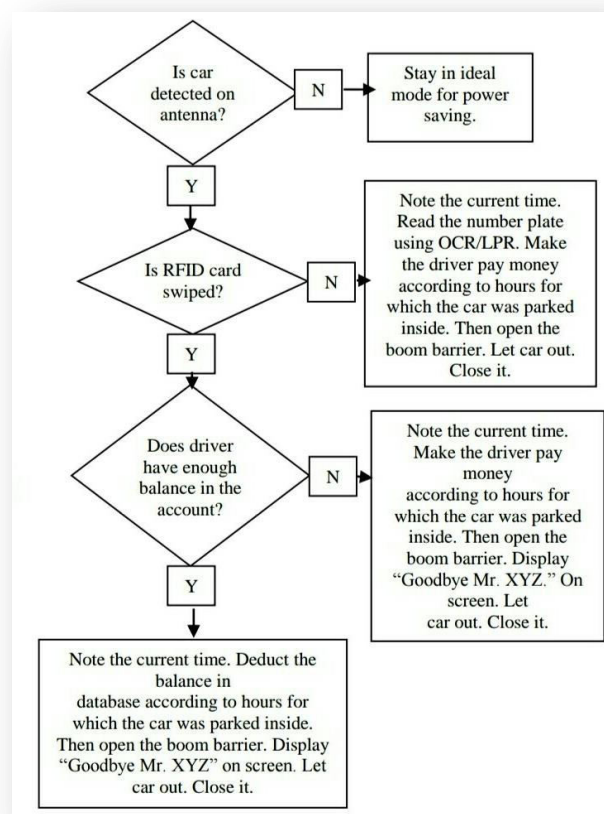 Is car
detected on
antenna?
N
Stay in ideal
mode for power
saving.
Y
Is RFID card
swiped?
N
Note the current time.
Read the number plate
using OCR/LPR. Make
the driver pay money
according to hours for
which the car was parked
inside. Then open the
boom barrier. Let car out.
Close it.
Y
Does driver
have enough
balance in the
account?
N
Note the current time.
Make the driver pay
money
according to hours for
which the car was parked
inside. Then open the
boom barrier. Display
“Goodbye Mr. XYZ.” On
screen. Let
car out. Close it.
Y
Note the current time. Deduct the
balance in
database according to hours for
which the car was parked inside.
Then open the boom barrier. Display
“Goodbye Mr. XYZ” on screen. Let
car out. Close it.